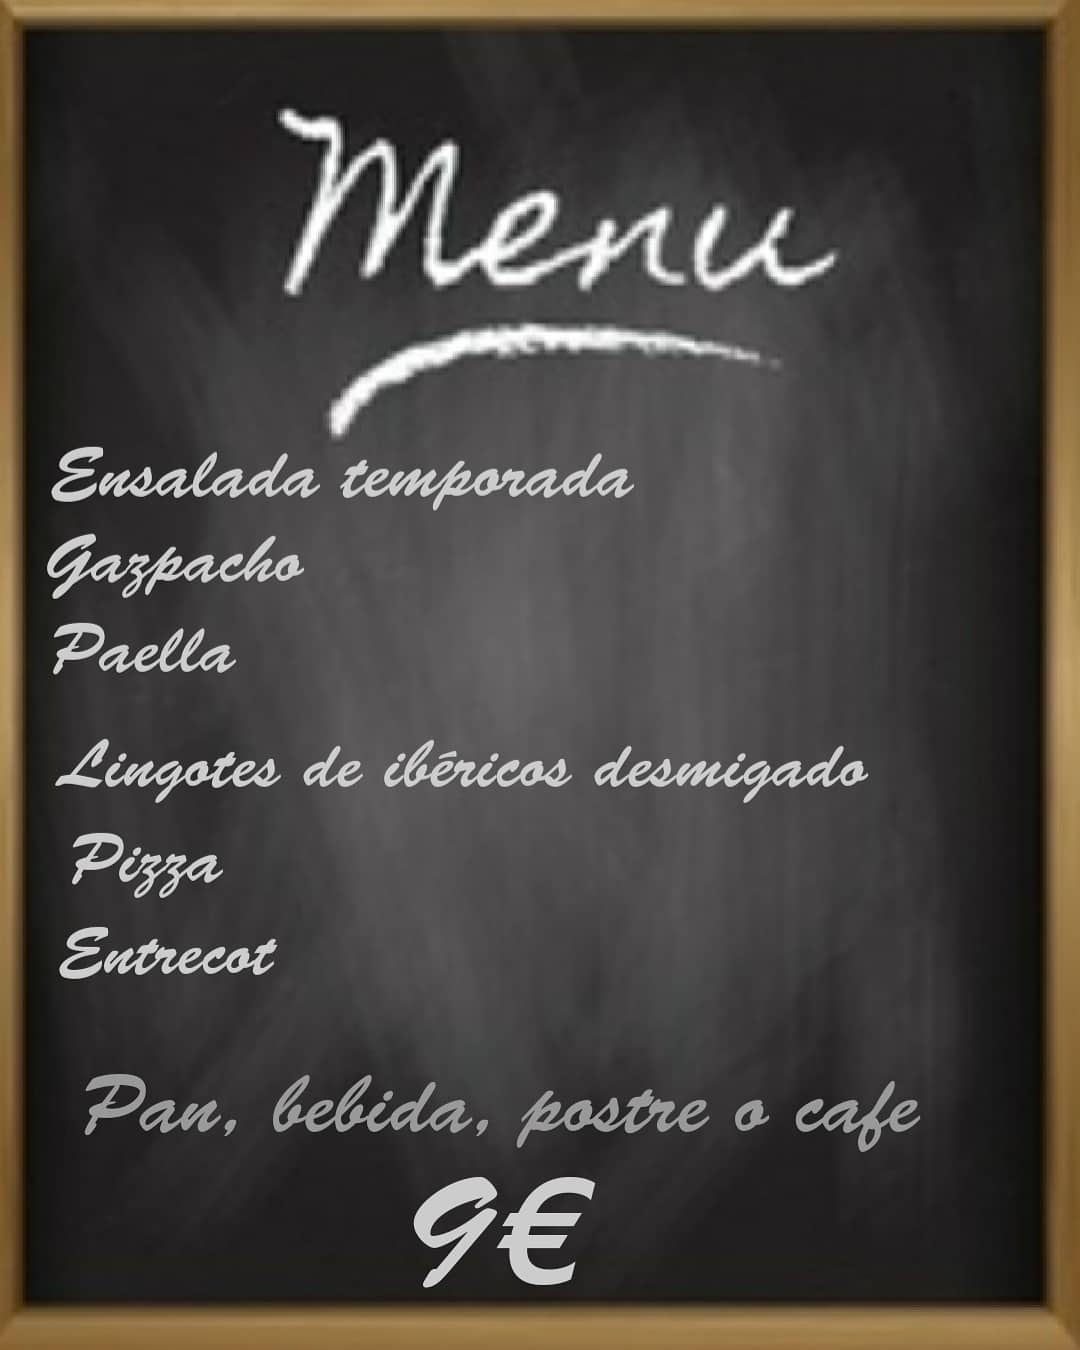 Menu
Ensalada temporada
Gazpacho
Paella
Lingotes de ibéricos desmigado
Pizza
Entrecot
Pan, bebida, postre o cafe
9€